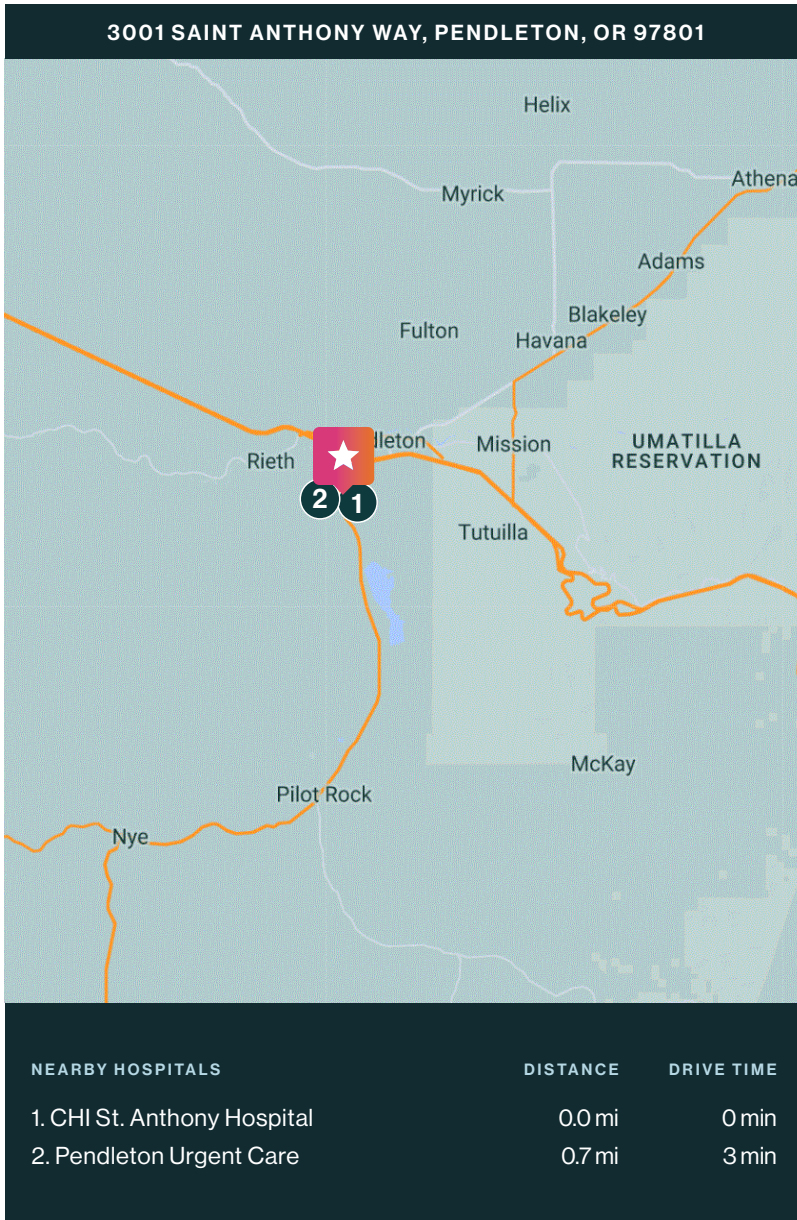 3001 SAINT ANTHONY WAY, PENDLETON, OR 97801
Helix
Athena
Myrick
Adams
Blakeley
Fulton
Havana
dleton
Mission
UMATILLA
RESERVATION
Rieth
2
1
Tutuilla
McKay
Pilot Rock
Nye
NEARBY HOSPITALS DISTANCE DRIVE TIME
1. CHI St. Anthony Hospital 0.0 mi 0 min
2. Pendleton Urgent Care 0.7 mi 3 min